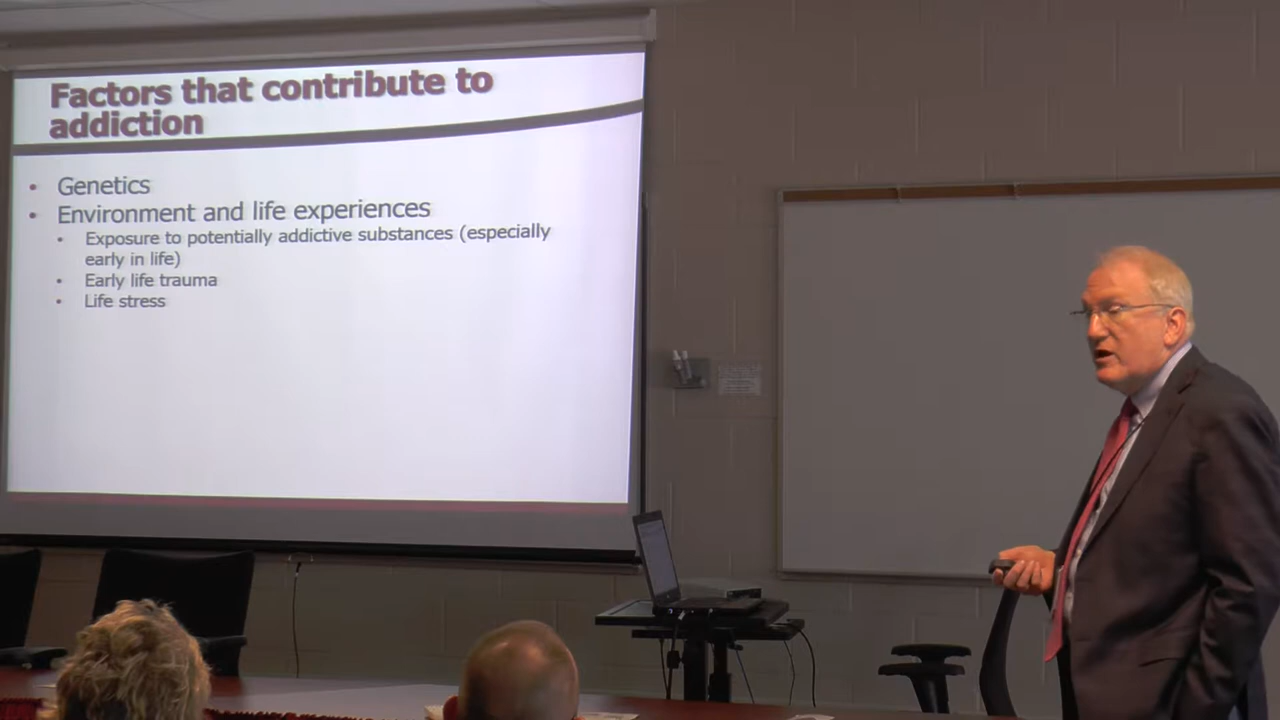 Factors that contribute to
addiction
• Genetics
• Environment and life experiences
• Exposure to potentially addictive substances (especially
early in life)
• Early life trauma
• Life stress